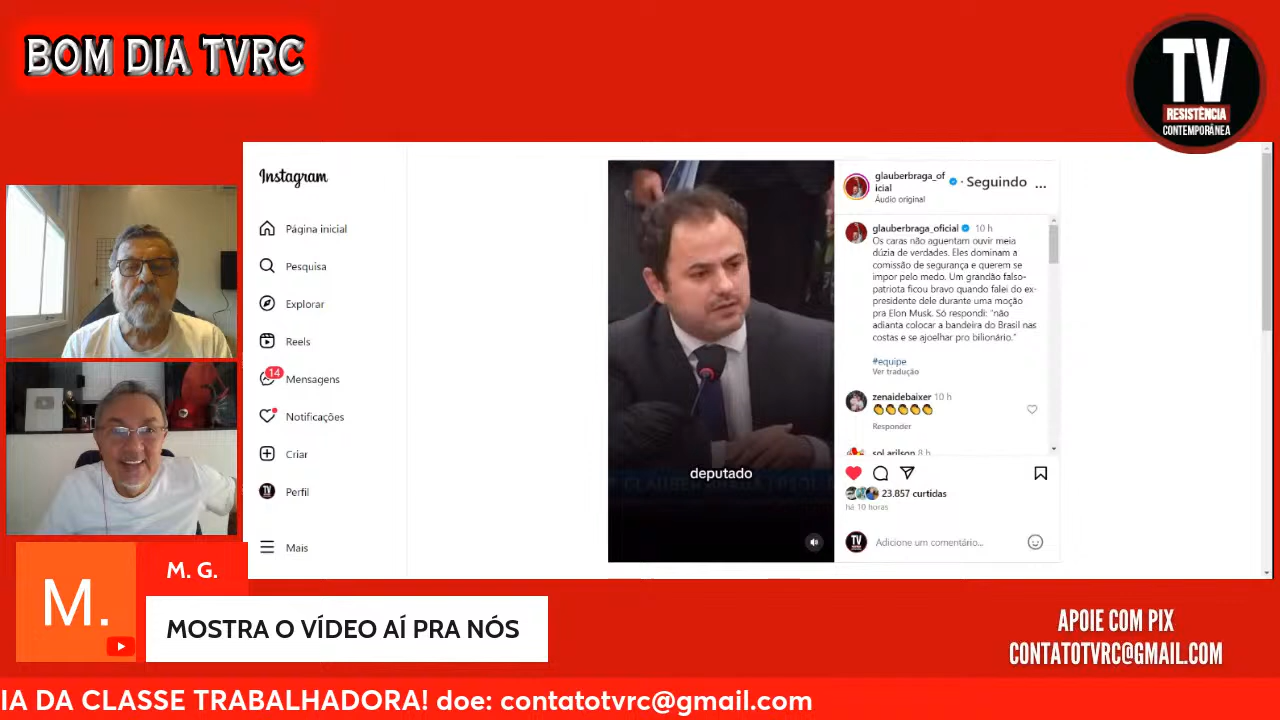 BOM DIA TVRC
TV
RESISTÊNCIA
CONTEMPORÂNEA
Instagram
Página inicial
Pesquisa
Explorar
Reels
14
Mensagens
Notificações
Criar
Perfil
Mais
deputado
glauberbraga_of
icial
· Seguindo
...
Áudio original
glauberbraga_oficial 10 h
Os caras não aguentam ouvir meia
dúzia de verdades. Eles dominam a
comissão de segurança e querem se
impor pelo medo. Um grandão falso-
patriota ficou bravo quando falei do ex-
presidente dele durante uma moção
pra Elon Musk. Só respondi: “não
adianta colocar a bandeira do Brasil nas
costas e se ajoelhar pro bilionário.”
#equipe
Ver tradução
zenaidebaixer 10 h
👏👏👏👏👏
Responder
sol.arilson 8 h
23.857 curtidas
há 10 horas
Adicione um comentário...
M.
M. G.
MOSTRA O VÍDEO AÍ PRA NÓS
APOIE COM PIX
CONTATOTVRC@GMAIL.COM
IA DA CLASSE TRABALHADORA! doe: contatotvrc@gmail.com